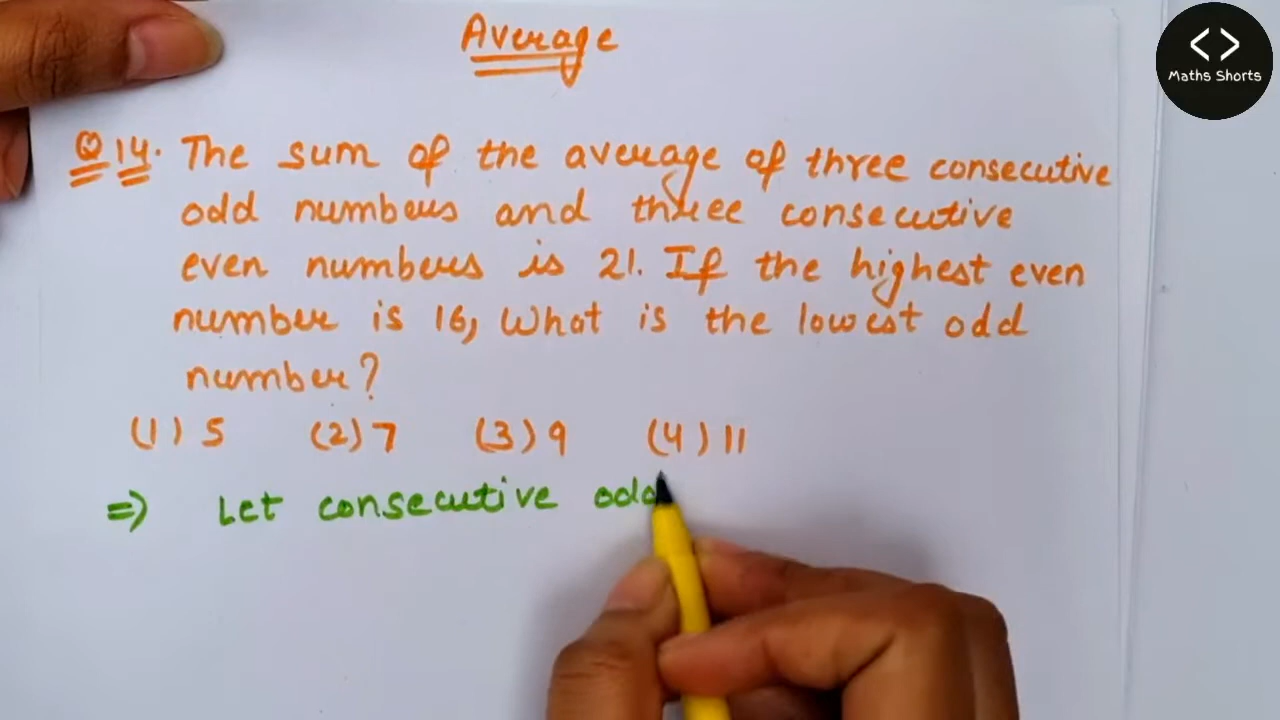 Average
< >
Maths Shorts
Q14. The sum of the average of three consecutive
odd numbers and three consecutive
even numbers is 21. If the highest even
number is 16, What is the lowest odd
number?
(1) 5 (2) 7 (3) 9 (4) 11
=> Let consecutive odd